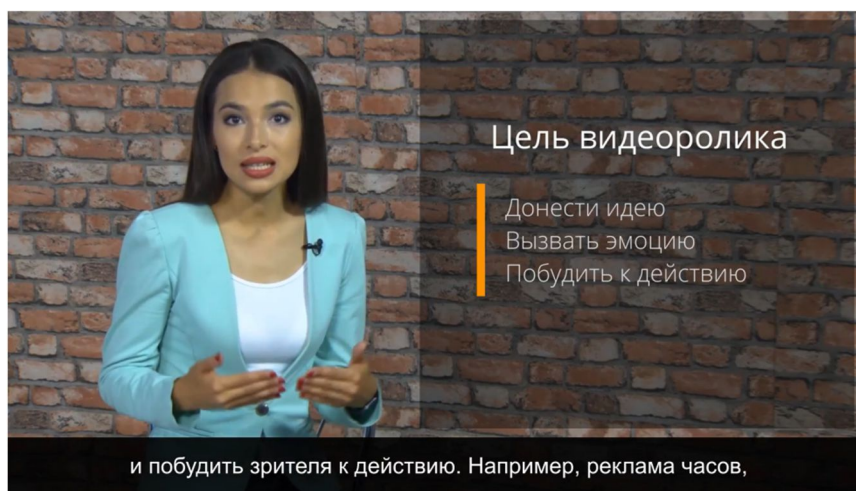 Цель видеоролика
Донести идею
Вызвать эмоцию
Побудить к действию
и побудить зрителя к действию. Например, реклама часов,